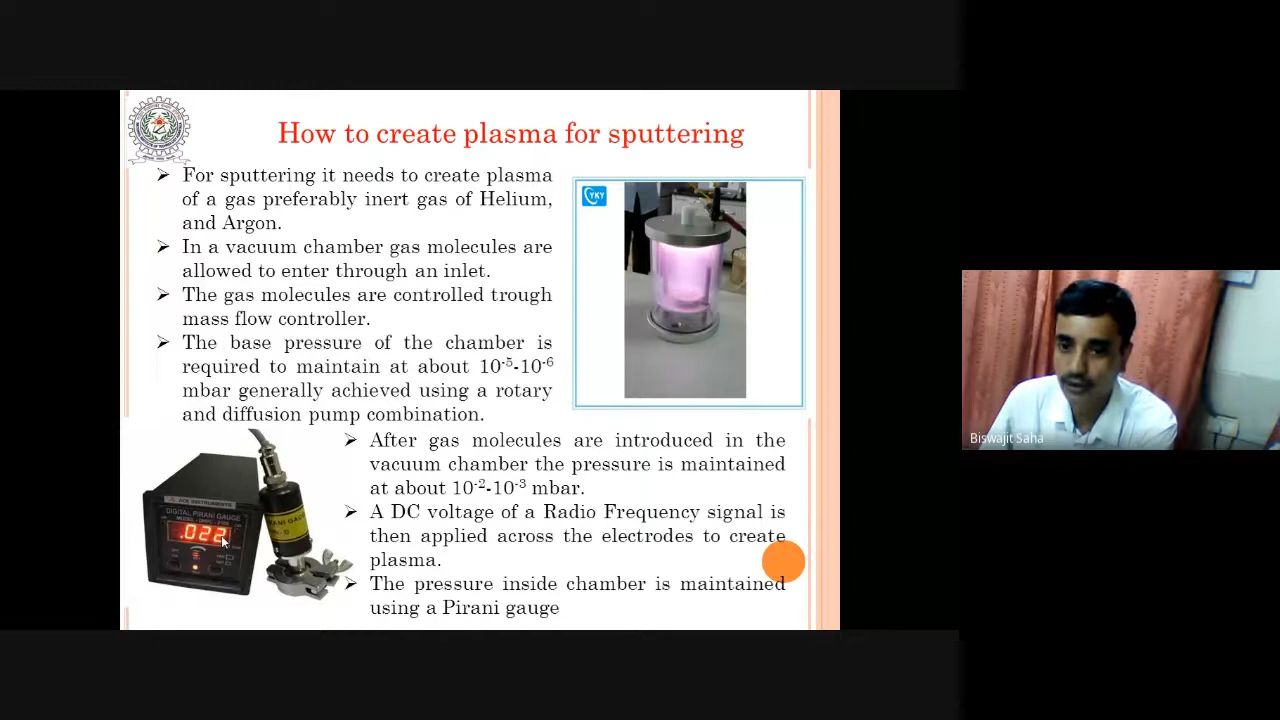 How to create plasma for sputtering
➢ For sputtering it needs to create plasma
of a gas preferably inert gas of Helium,
and Argon.
➢ In a vacuum chamber gas molecules are
allowed to enter through an inlet.
➢ The gas molecules are controlled trough
mass flow controller.
➢ The base pressure of the chamber is
required to maintain at about 10⁻⁵-10⁻⁶
mbar generally achieved using a rotary
and diffusion pump combination.
YKY
➢ After gas molecules are introduced in the
vacuum chamber the pressure is maintained
at about 10⁻²-10⁻³ mbar.
➢ A DC voltage of a Radio Frequency signal is
then applied across the electrodes to create
plasma.
➢ The pressure inside chamber is maintained
using a Pirani gauge
INSTRUMENTS
DIGITAL PIRANI GAUGE
.022
PIRANI GAUGE
Biswajit Saha